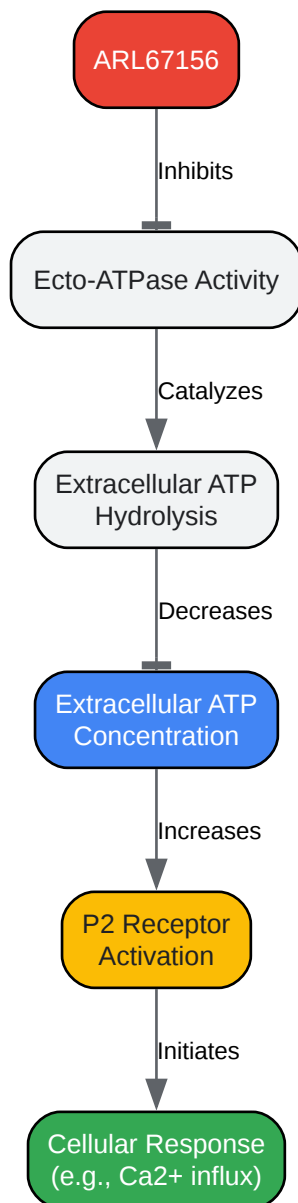 ARL67156
Inhibits
Ecto-ATPase Activity
Catalyzes
Extracellular ATP
Hydrolysis
Decreases
Extracellular ATP
Concentration
Increases
P2 Receptor
Activation
Initiates
Cellular Response
(e.g., Ca2+ influx)